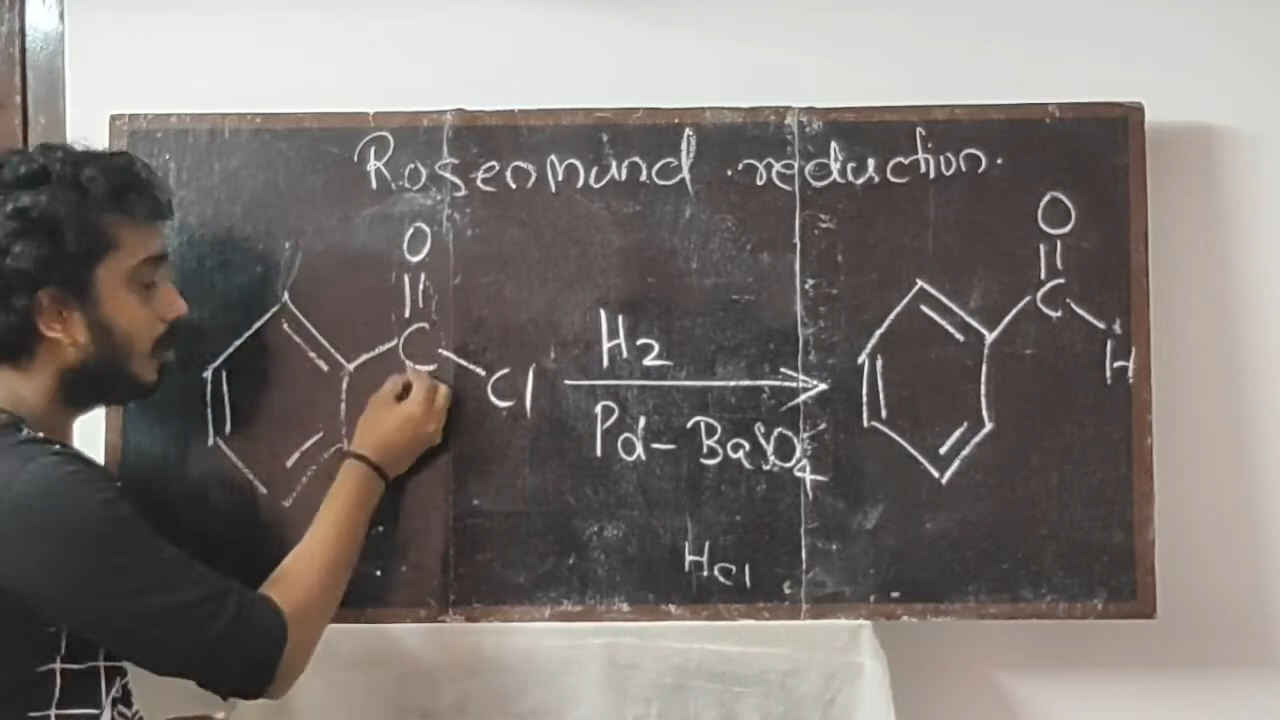 Rosenmund reduction.
O
O
C
C
Cl
H2
H
Pd-BaSO4
HCl